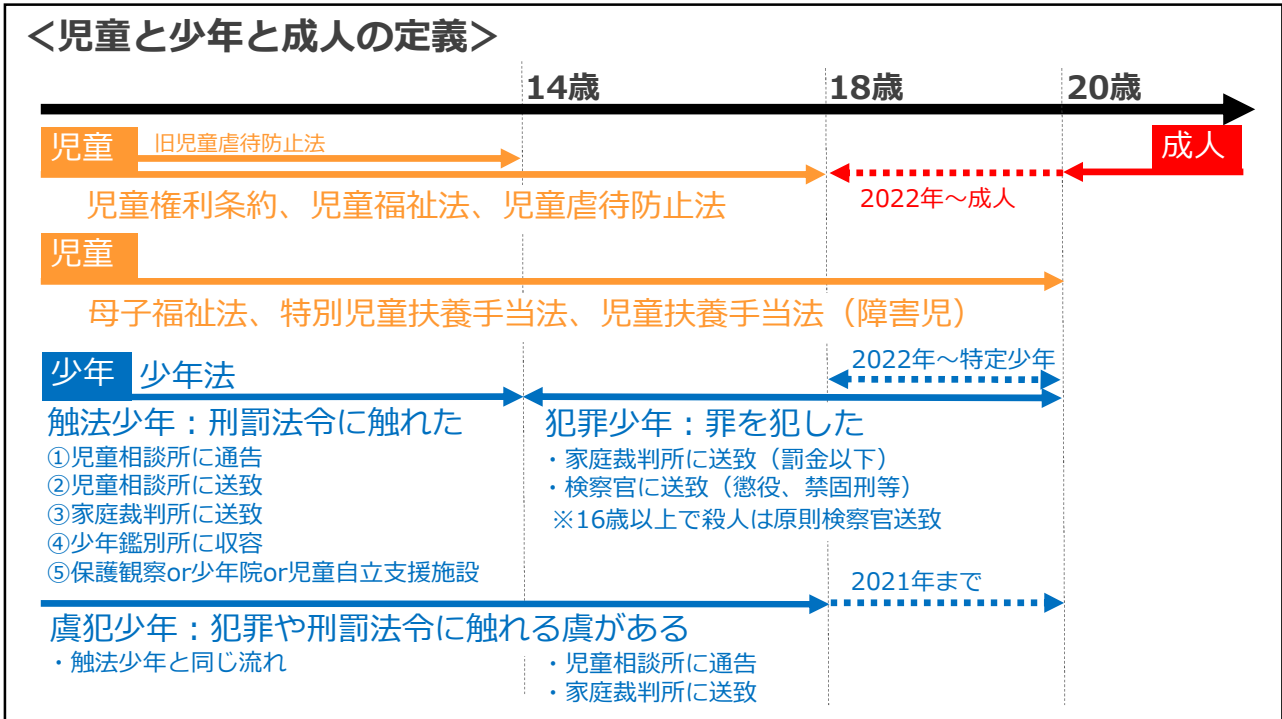 ＜児童と少年と成人の定義＞
14歳
18歳
20歳
児童
旧児童虐待防止法
成人
児童権利条約、児童福祉法、児童虐待防止法
2022年～成人
児童
母子福祉法、特別児童扶養手当法、児童扶養手当法（障害児）
少年
少年法
2022年～特定少年
触法少年：刑罰法令に触れた
①児童相談所に通告
②児童相談所に送致
③家庭裁判所に送致
④少年鑑別所に収容
⑤保護観察or少年院or児童自立支援施設
犯罪少年：罪を犯した
・家庭裁判所に送致（罰金以下）
・検察官に送致（懲役、禁固刑等）
※16歳以上で殺人は原則検察官送致
2021年まで
虞犯少年：犯罪や刑罰法令に触れる虞がある
・触法少年と同じ流れ
・児童相談所に通告
・家庭裁判所に送致